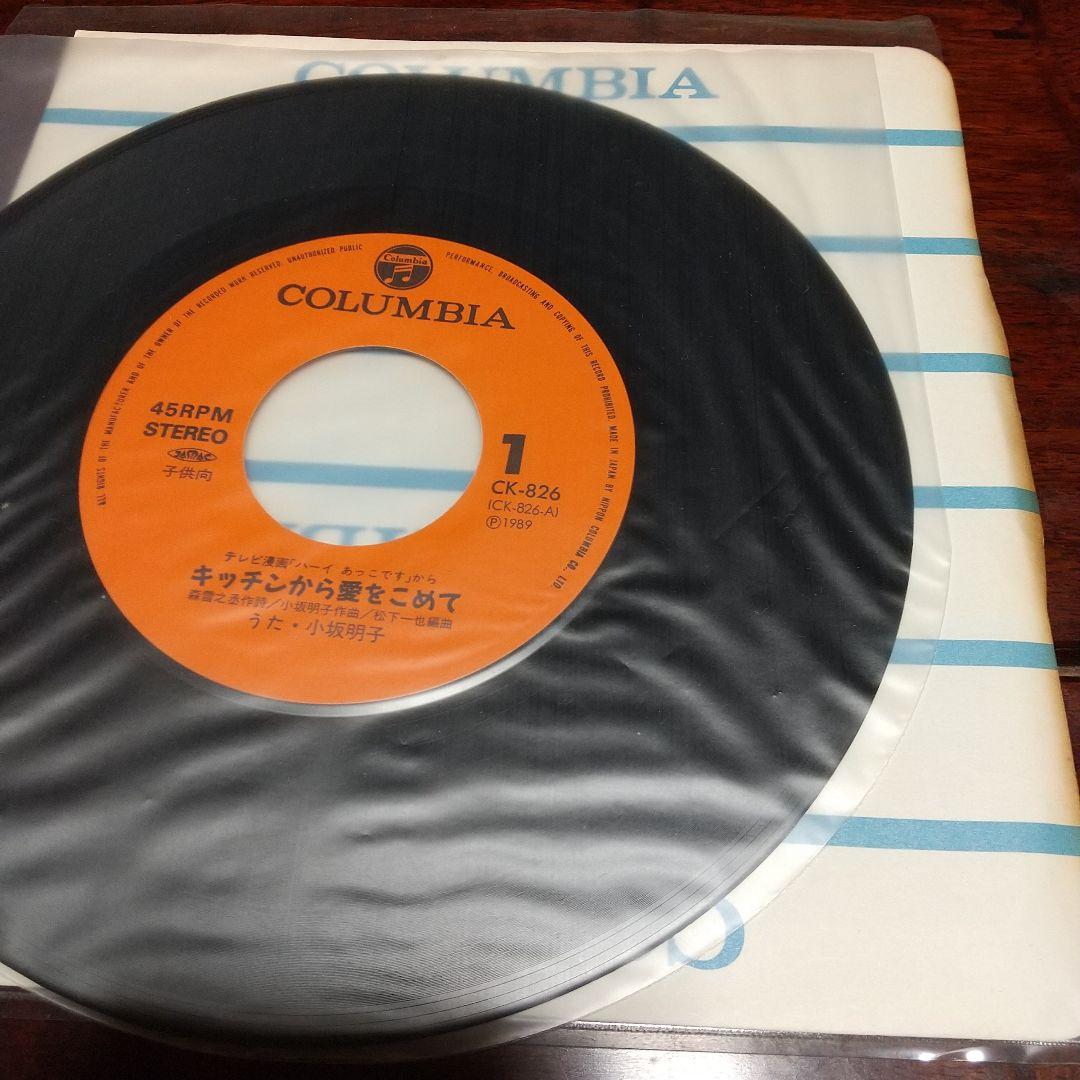 COLUMBIA
ALL RIGHTS OF THE MANUFACTURER AND OF THE OWNER OF THE RECORDED WORK RESERVED. UNAUTHORIZED PUBLIC PERFORMANCE, BROADCASTING AND COPYING OF THIS RECORD PROHIBITED. MADE IN JAPAN BY NIPPON COLUMBIA CO., LTD
Columbia
COLUMBIA
45RPM
STEREO
JASRAC
子供向
1
CK-826
(CK-826-A)
Ⓟ1989
テレビ漫画「ハーイ あっこです」から
キッチンから愛をこめて
森雪之丞作詩/小坂明子作曲/松下一也編曲
うた・小坂明子